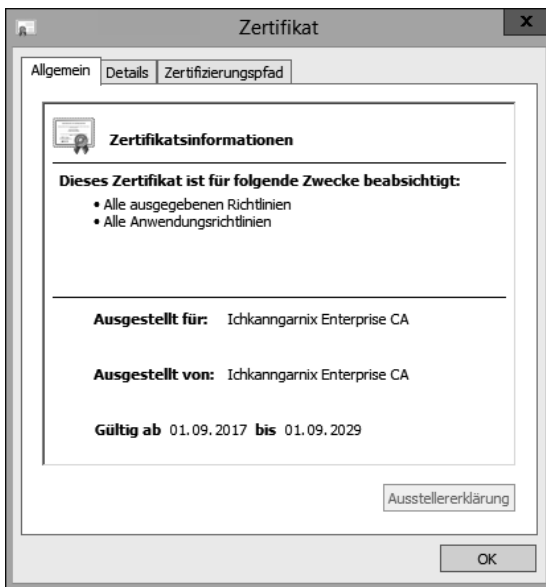 Zertifikat
x
Allgemein Details Zertifizierungspfad
Zertifikatsinformationen
Dieses Zertifikat ist für folgende Zwecke beabsichtigt:
• Alle ausgegebenen Richtlinien
• Alle Anwendungsrichtlinien
Ausgestellt für: Ichkanngarnix Enterprise CA
Ausgestellt von: Ichkanngarnix Enterprise CA
Gültig ab 01.09.2017 bis 01.09.2029
Ausstellererklärung
OK